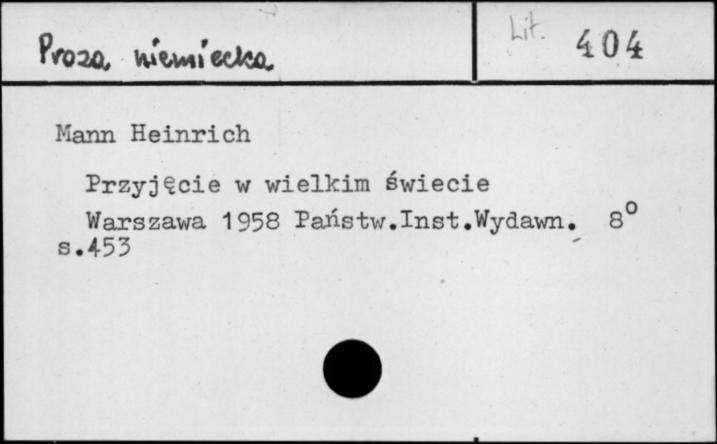 Proza niemiecka
Lit. 404
Mann Heinrich
Przyjęcie w wielkim świecie
Warszawa 1958 Państw.Inst.Wydawn. 8°
s.453